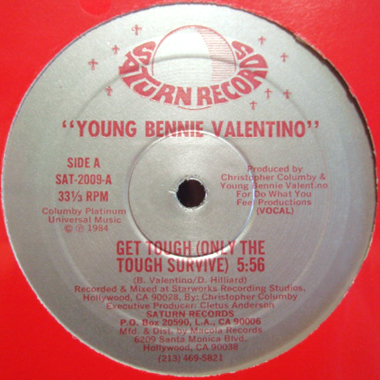 SATURN RECORDS
"YOUNG BENNIE VALENTINO"
SIDE A
SAT-2009-A
33⅓ RPM
Columby Platinum
Universal Music
© ℗ 1984
Produced by
Christopher Columby &
Young Bennie Valentino
For Do What You
Feel Productions
(VOCAL)
GET TOUGH (ONLY THE
TOUGH SURVIVE) 5:56
(B. Valentino/D. Hilliard)
Recorded & Mixed at Starworks Recording Studios,
Hollywood, CA 90028, By: Christopher Columby
Executive Producer: Cletus Anderson
SATURN RECORDS
P.O. Box 20590, L.A., CA 90006
Mfg. & Dist. by Macola Records
6209 Santa Monica Blvd.
Hollywood, CA 90038
(213) 469-5821